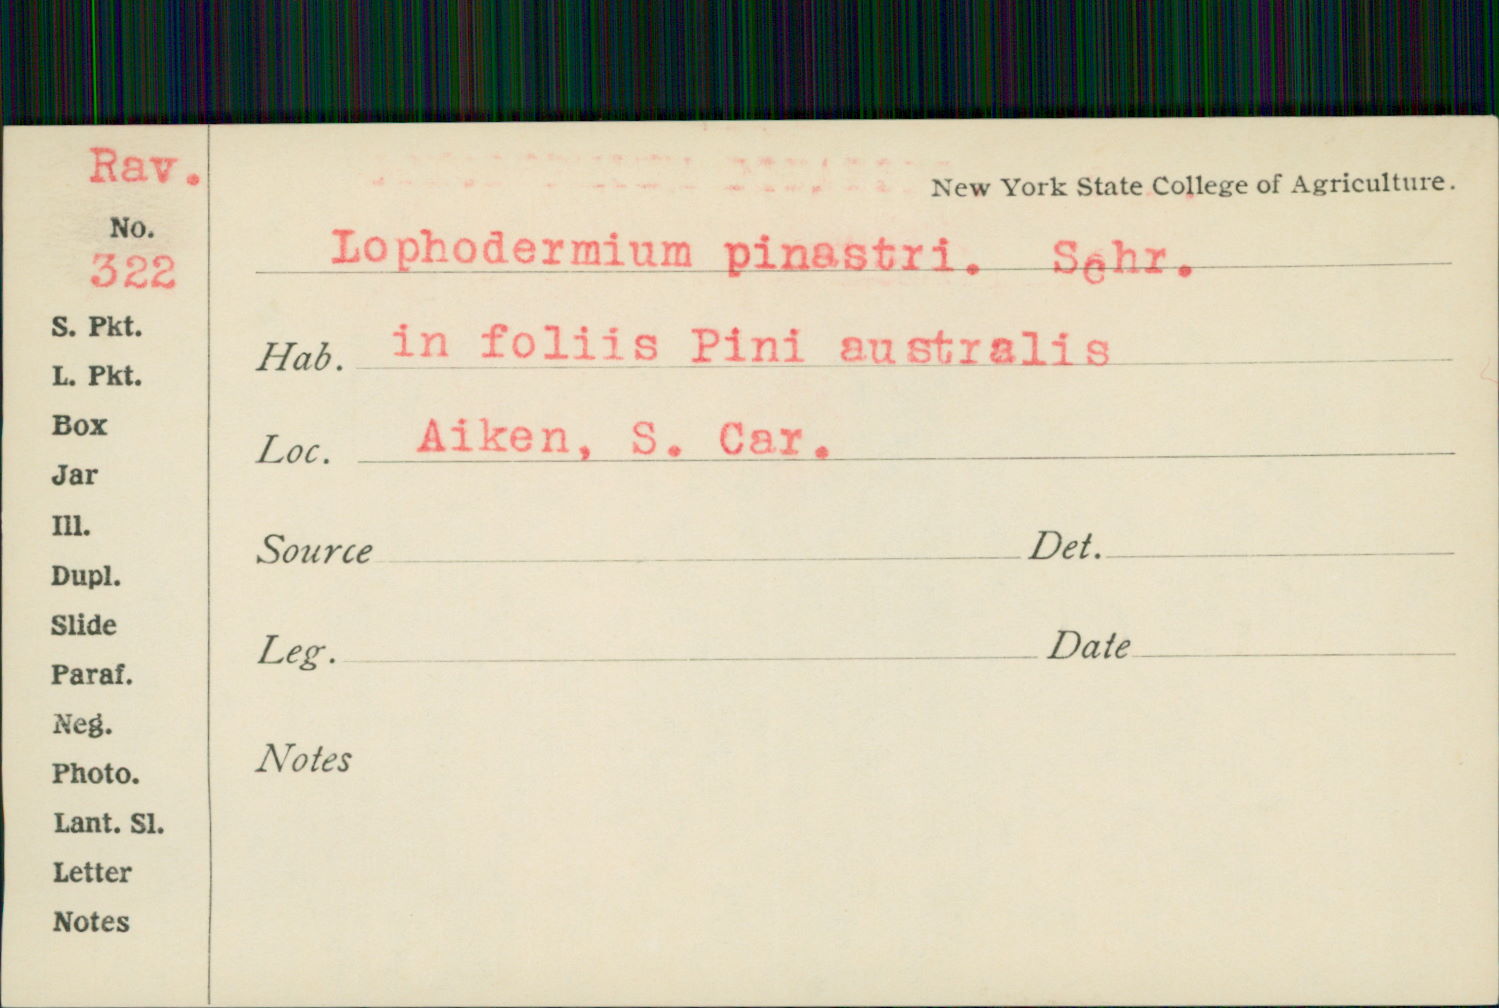 Rav.
New York State College of Agriculture.
No.
322
Lophodermium pinastri. Sehr.
S. Pkt.
Hab. in foliis Pini australis
L. Pkt.
Box
Loc. Aiken, S. Car.
Jar
Ill.
Source Det.
Dupl.
Slide
Leg. Date
Paraf.
Neg.
Notes
Photo.
Lant. Sl.
Letter
Notes